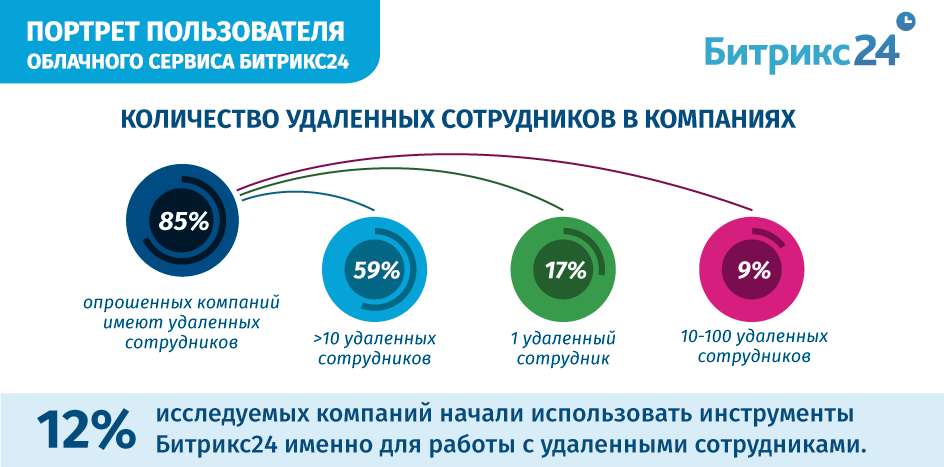 ПОРТРЕТ ПОЛЬЗОВАТЕЛЯ
ОБЛАЧНОГО СЕРВИСА БИТРИКС24
Битрикс24
КОЛИЧЕСТВО УДАЛЕННЫХ СОТРУДНИКОВ В КОМПАНИЯХ
85%
опрошенных компаний
имеют удаленных
сотрудников
59%
>10 удаленных
сотрудников
17%
1 удаленный
сотрудник
9%
10-100 удаленных
сотрудников
12%
исследуемых компаний начали использовать инструменты
Битрикс24 именно для работы с удаленными сотрудниками.